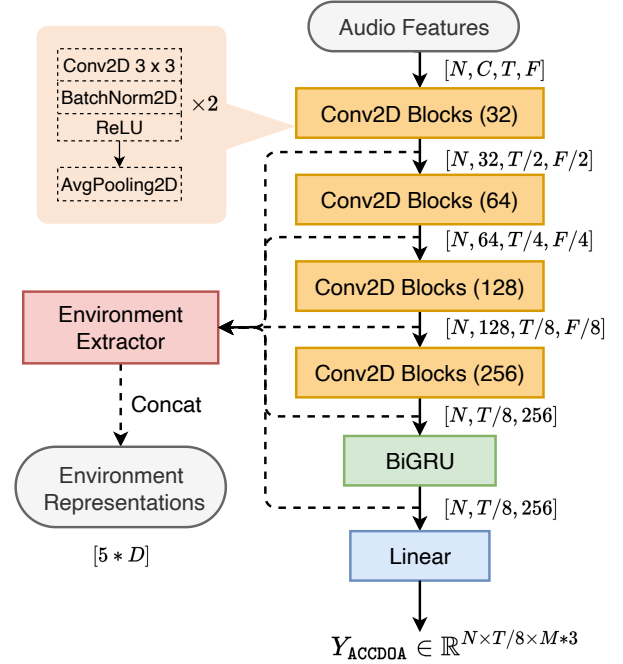 Audio Features
[N, C, T, F]
Conv2D 3 x 3
BatchNorm2D
ReLU
×2
AvgPooling2D
Conv2D Blocks (32)
[N, 32, T/2, F/2]
Conv2D Blocks (64)
[N, 64, T/4, F/4]
Conv2D Blocks (128)
[N, 128, T/8, F/8]
Conv2D Blocks (256)
[N, T/8, 256]
BiGRU
[N, T/8, 256]
Linear
Y_ACCDOA ∈ ℝ^{N×T/8×M*3}
Environment
Extractor
Concat
Environment
Representations
[5 * D]